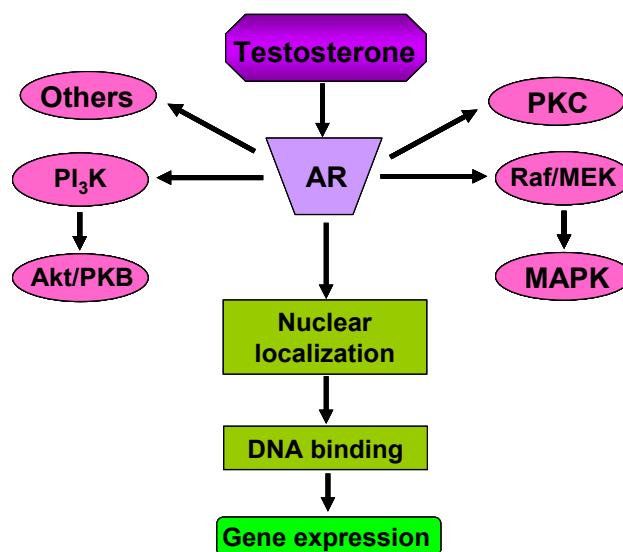 Testosterone
Others
PKC
AR
PI₃K
Raf/MEK
Akt/PKB
MAPK
Nuclear
localization
DNA binding
Gene expression